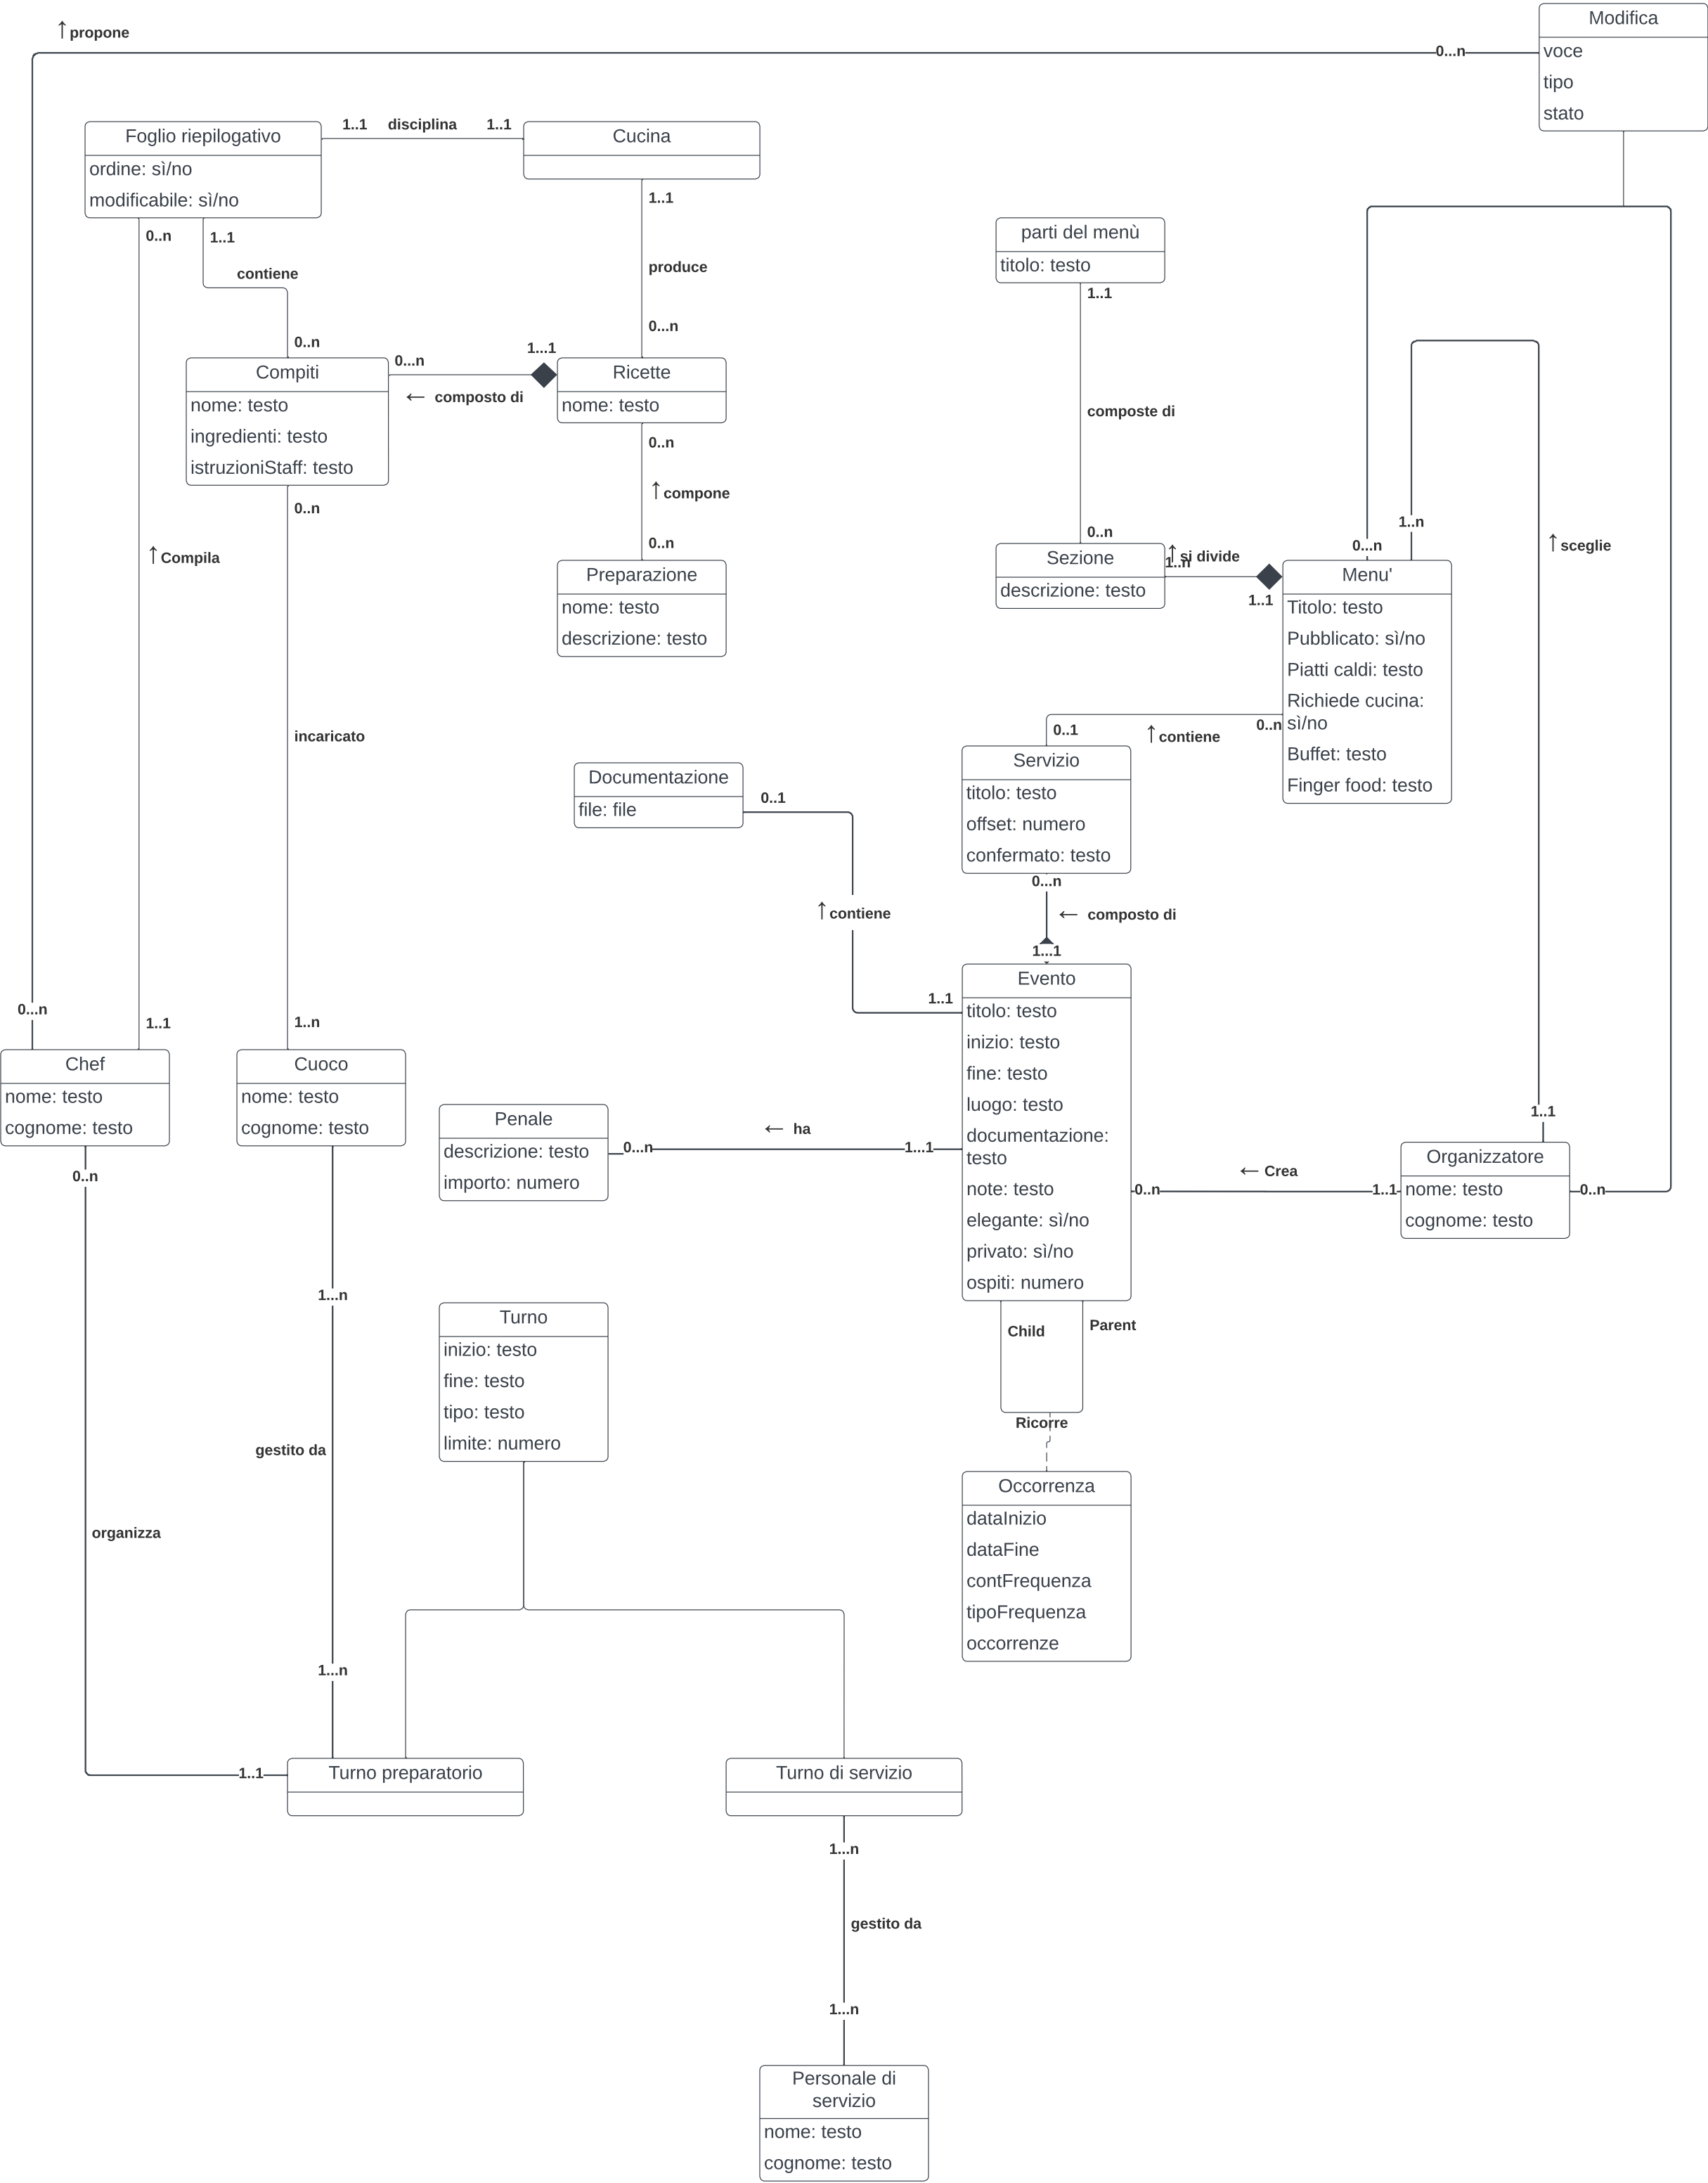 ↑propone
0...n
Modifica
voce
tipo
stato
Foglio riepilogativo
ordine: sì/no
modificabile: sì/no
1..1
disciplina
1..1
Cucina
0..n
1..1
contiene
0..n
1..1
produce
0...n
parti del menù
titolo: testo
1..1
composte di
0..n
Compiti
nome: testo
ingredienti: testo
istruzioniStaff: testo
0...n
1...1
← composto di
Ricette
nome: testo
0..n
↑compone
0..n
Preparazione
nome: testo
descrizione: testo
0..n
↑Compila
incaricato
Sezione
descrizione: testo
↑si divide
1..n
1..1
0...n
1..n
↑sceglie
Menu'
Titolo: testo
Pubblicato: sì/no
Piatti caldi: testo
Richiede cucina:
sì/no
Buffet: testo
Finger food: testo
0..1
↑contiene
0..n
Servizio
titolo: testo
offset: numero
confermato: testo
Documentazione
file: file
0..1
↑contiene
1..1
0...n
← composto di
1...1
Evento
titolo: testo
inizio: testo
fine: testo
luogo: testo
documentazione:
testo
note: testo
elegante: sì/no
privato: sì/no
ospiti: numero
0...n
1..1
1..n
Chef
nome: testo
cognome: testo
Cuoco
nome: testo
cognome: testo
Penale
descrizione: testo
importo: numero
0...n
← ha
1...1
0..n
← Crea
1..1
1..1
Organizzatore
nome: testo
cognome: testo
0..n
0..n
1...n
gestito da
1...n
organizza
1..1
Turno
inizio: testo
fine: testo
tipo: testo
limite: numero
Child
Parent
Ricorre
Occorrenza
dataInizio
dataFine
contFrequenza
tipoFrequenza
occorrenze
Turno preparatorio
Turno di servizio
1...n
gestito da
1...n
Personale di
servizio
nome: testo
cognome: testo